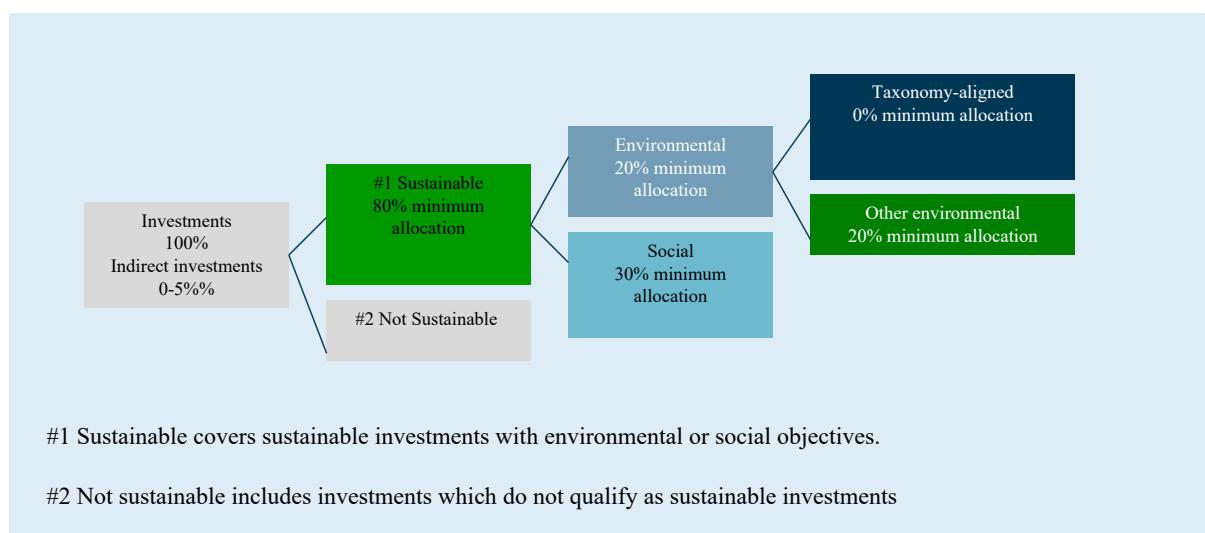 Investments
100%
Indirect investments
0-5%%
#1 Sustainable
80% minimum
allocation
#2 Not Sustainable
Environmental
20% minimum
allocation
Social
30% minimum
allocation
Taxonomy-aligned
0% minimum allocation
Other environmental
20% minimum allocation
#1 Sustainable covers sustainable investments with environmental or social objectives.
#2 Not sustainable includes investments which do not qualify as sustainable investments